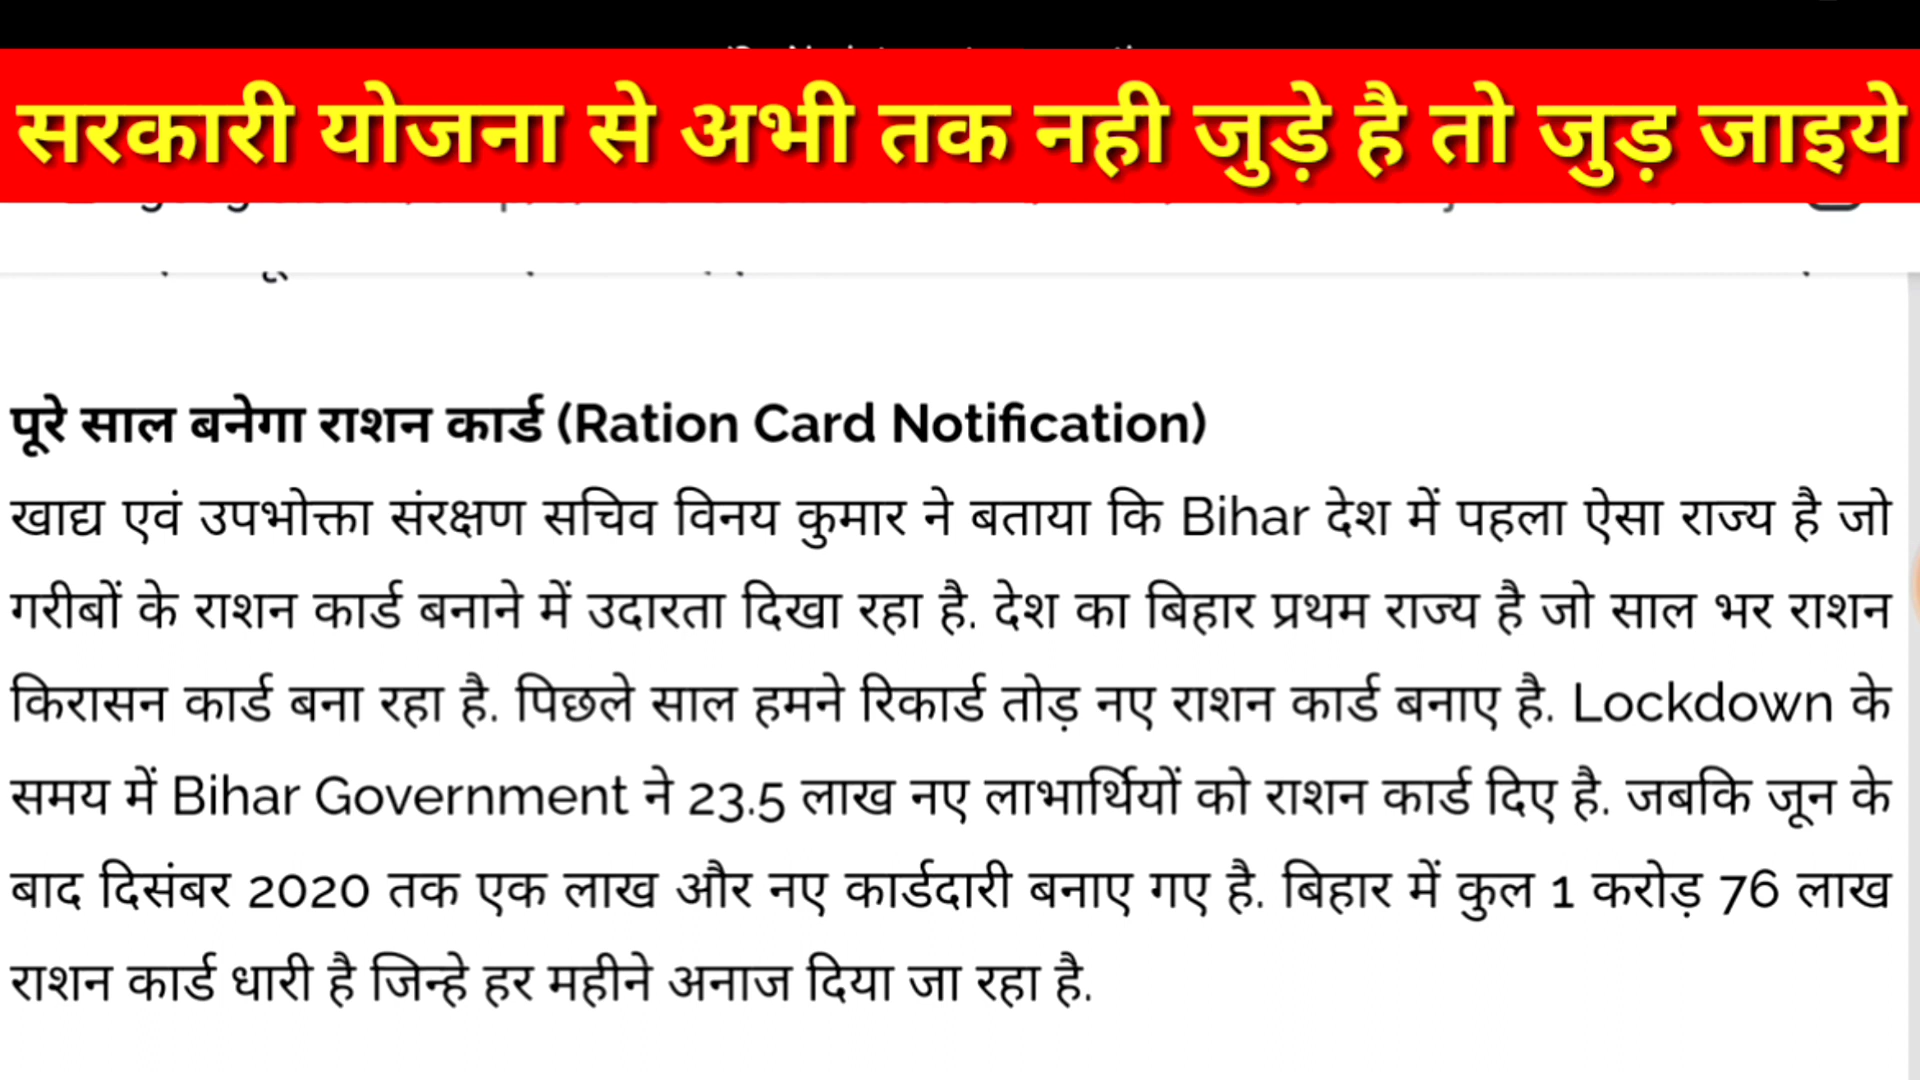 सरकारी योजना से अभी तक नही जुड़े है तो जुड़ जाइये
पूरे साल बनेगा राशन कार्ड (Ration Card Notification)
खाद्य एवं उपभोक्ता संरक्षण सचिव विनय कुमार ने बताया कि Bihar देश में पहला ऐसा राज्य है जो
गरीबों के राशन कार्ड बनाने में उदारता दिखा रहा है. देश का बिहार प्रथम राज्य है जो साल भर राशन
किरासन कार्ड बना रहा है. पिछले साल हमने रिकार्ड तोड़ नए राशन कार्ड बनाए है. Lockdown के
समय में Bihar Government ने 23.5 लाख नए लाभार्थियों को राशन कार्ड दिए है. जबकि जून के
बाद दिसंबर 2020 तक एक लाख और नए कार्डदारी बनाए गए है. बिहार में कुल 1 करोड़ 76 लाख
राशन कार्ड धारी है जिन्हे हर महीने अनाज दिया जा रहा है.